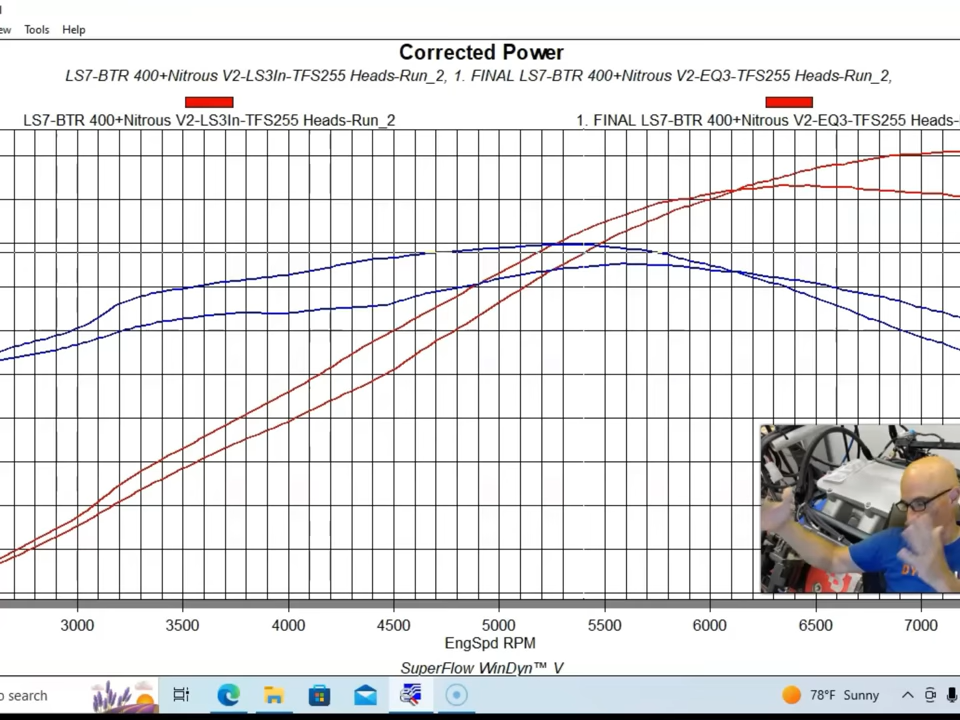 Tools Help
Corrected Power
LS7-BTR 400+Nitrous V2-LS3In-TFS255 Heads-Run_2, 1. FINAL LS7-BTR 400+Nitrous V2-EQ3-TFS255 Heads-Run_2,
LS7-BTR 400+Nitrous V2-LS3In-TFS255 Heads-Run_2 1. FINAL LS7-BTR 400+Nitrous V2-EQ3-TFS255 Heads-
3000 3500 4000 4500 5000 5500 6000 6500 7000
EngSpd RPM
SuperFlow WinDyn™ V
search 78°F Sunny